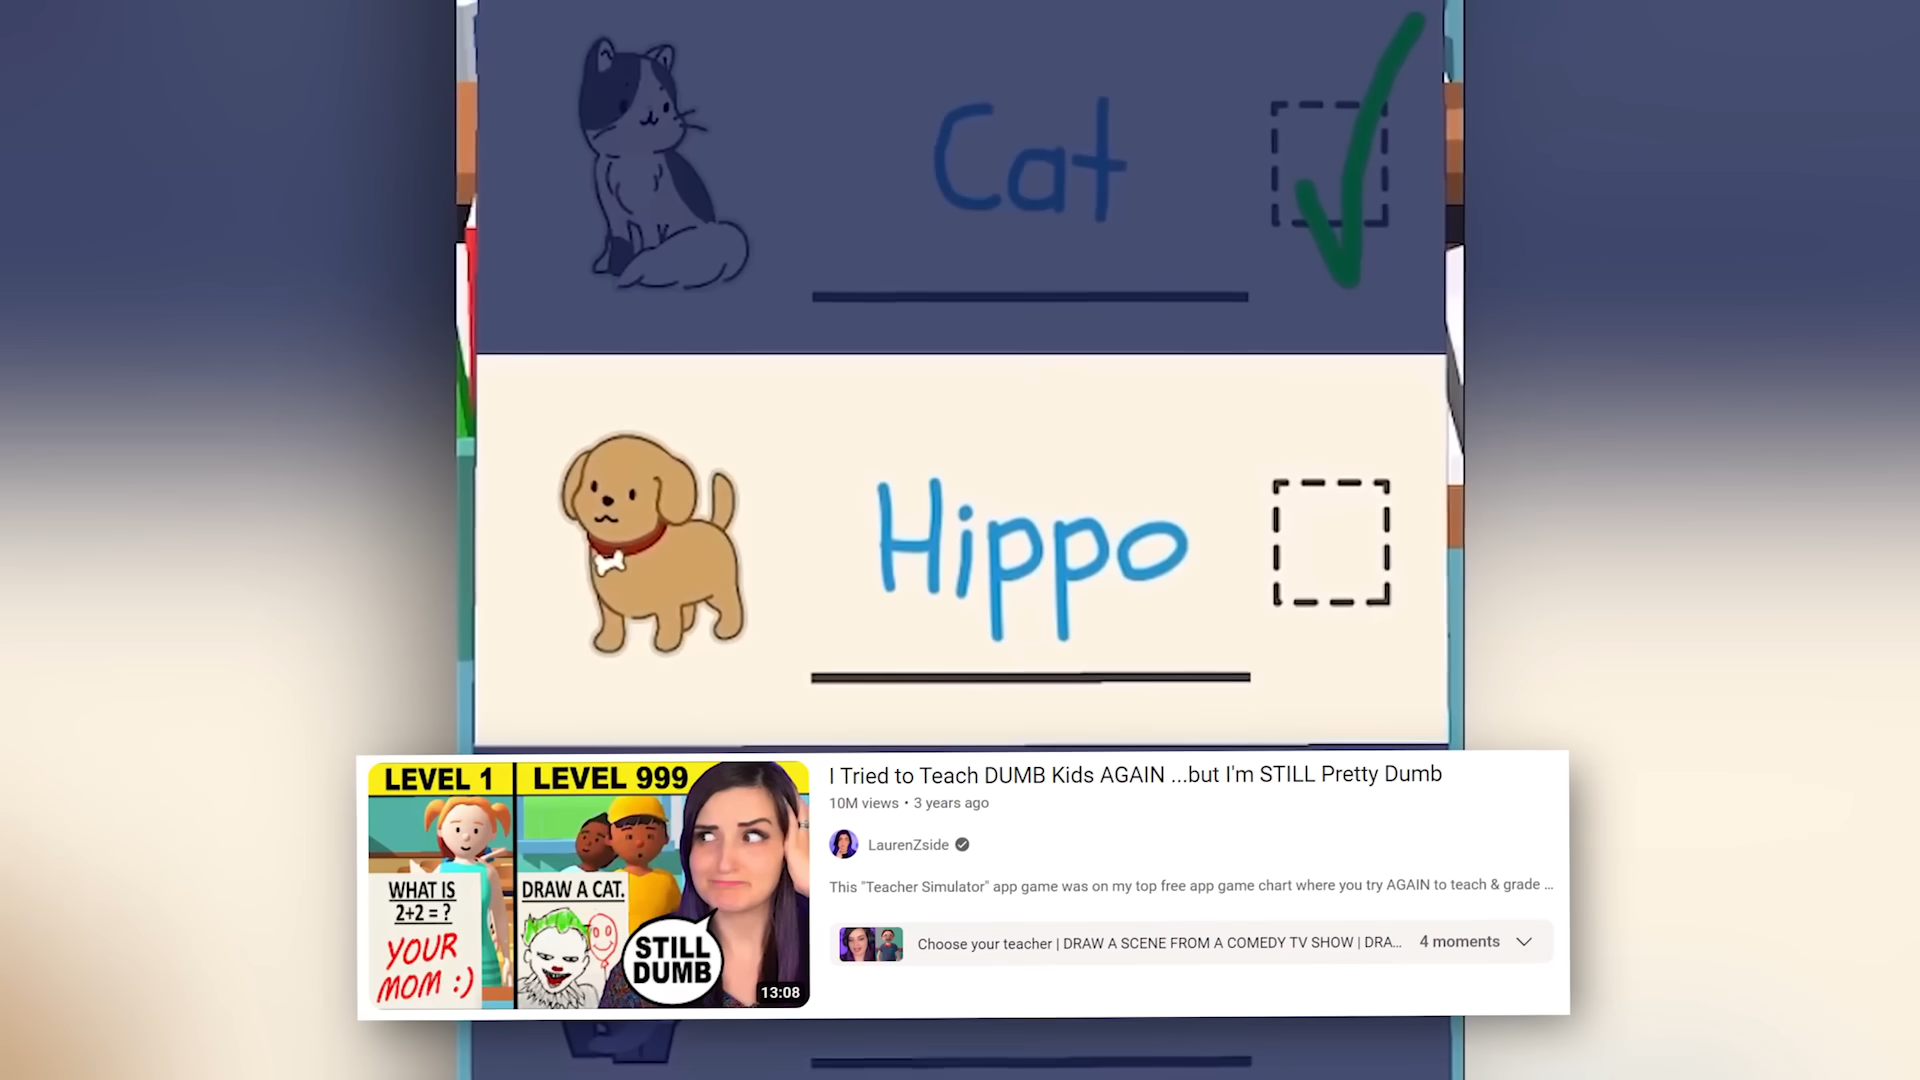 Cat
Hippo
LEVEL 1
LEVEL 999
WHAT IS
2+2 = ?
YOUR
MOM :)
DRAW A CAT.
STILL
DUMB
13:08
I Tried to Teach DUMB Kids AGAIN ...but I'm STILL Pretty Dumb
10M views • 3 years ago
LaurenZside
This "Teacher Simulator" app game was on my top free app game chart where you try AGAIN to teach & grade ...
Choose your teacher | DRAW A SCENE FROM A COMEDY TV SHOW | DRA...
4 moments